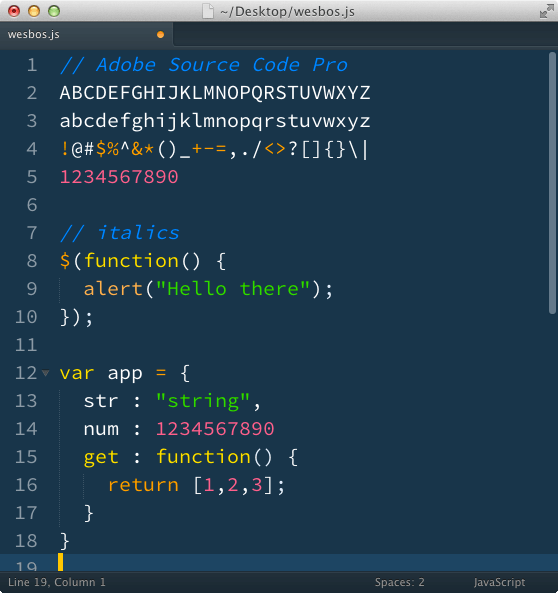 ~/Desktop/wesbos.js
wesbos.js
1 // Adobe Source Code Pro
2 ABCDEFGHIJKLMNOPQRSTUVWXYZ
3 abcdefghijklmnopqrstuvwxyz
4 !@#$%^&*()_+-=,./<>?[]{}\|
5 1234567890
6
7 // italics
8 $(function() {
9   alert("Hello there");
10 });
11
12 var app = {
13   str : "string",
14   num : 1234567890
15   get : function() {
16     return [1,2,3];
17   }
18 }
19
Line 19, Column 1 Spaces: 2 JavaScript